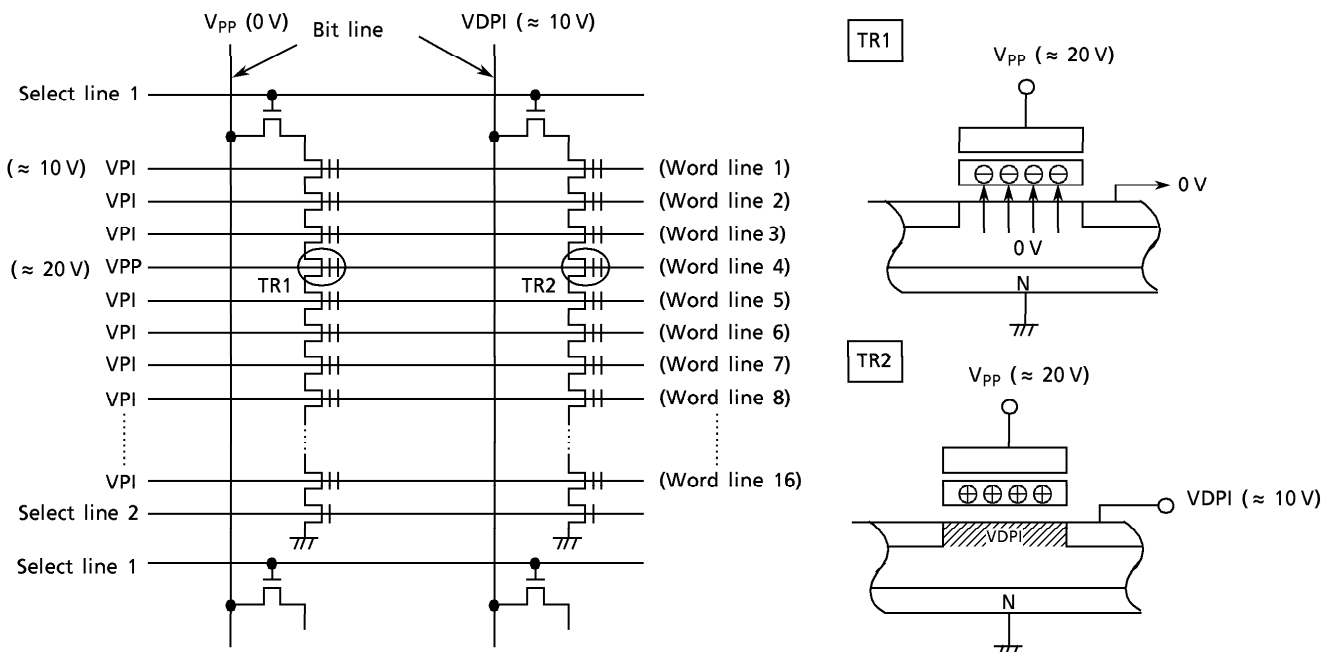 VPP (0 V)
Bit line
VDPI (≈ 10 V)
Select line 1
(≈ 10 V) VPI (Word line 1)
VPI (Word line 2)
VPI (Word line 3)
(≈ 20 V) VPP (Word line 4)
TR1
TR2
VPI (Word line 5)
VPI (Word line 6)
VPI (Word line 7)
VPI (Word line 8)
VPI (Word line 16)
Select line 2
Select line 1
TR1
VPP (≈ 20 V)
0 V
0 V
N
TR2
VPP (≈ 20 V)
VDPI (≈ 10 V)
VDPI
N